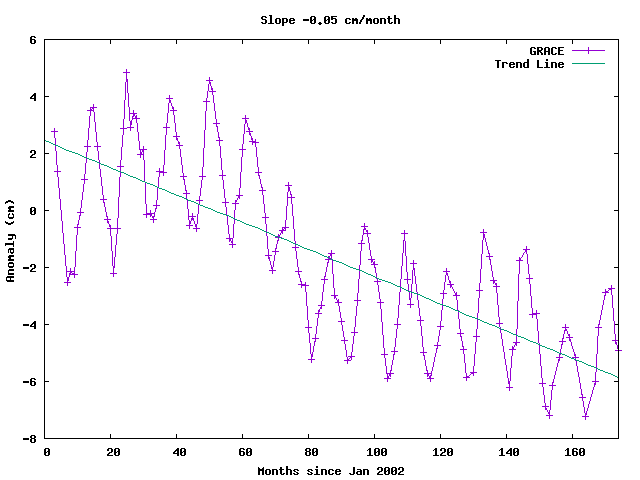 Slope -0.05 cm/month
GRACE
Trend Line
6
4
2
0
-2
-4
-6
-8
Anomaly (cm)
0 20 40 60 80 100 120 140 160
Months since Jan 2002